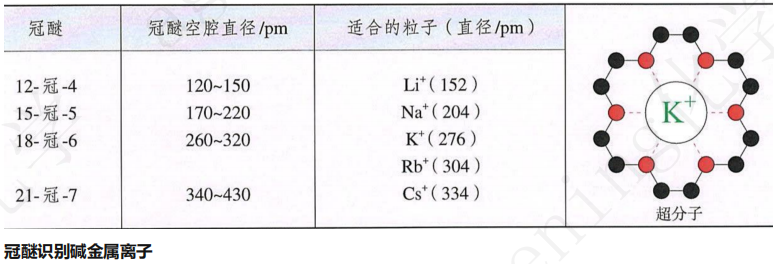 冠醚 冠醚空腔直径/pm 适合的粒子（直径/pm）
12-冠-4 120~150 Li⁺（152）
15-冠-5 170~220 Na⁺（204）
18-冠-6 260~320 K⁺（276）
Rb⁺（304）
21-冠-7 340~430 Cs⁺（334）
K⁺
超分子
冠醚识别碱金属离子